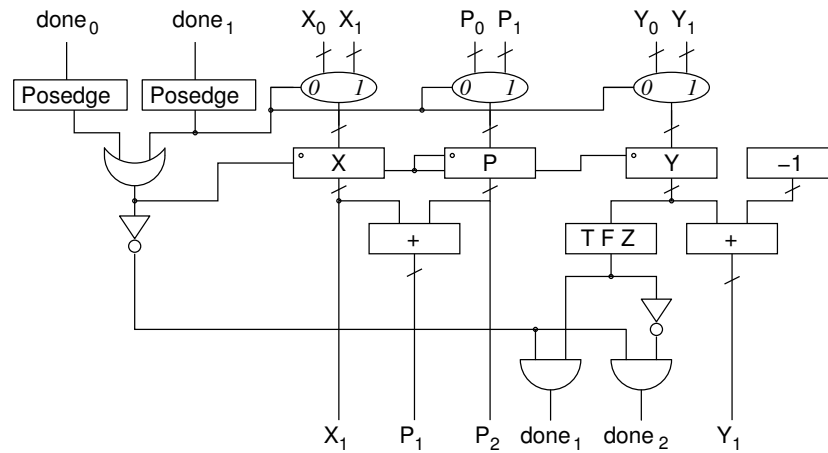 done₀ done₁ X₀ X₁ P₀ P₁ Y₀ Y₁
Posedge Posedge 0 1 0 1 0 1
X P Y −1
+ T F Z +
X₁ P₁ P₂ done₁ done₂ Y₁